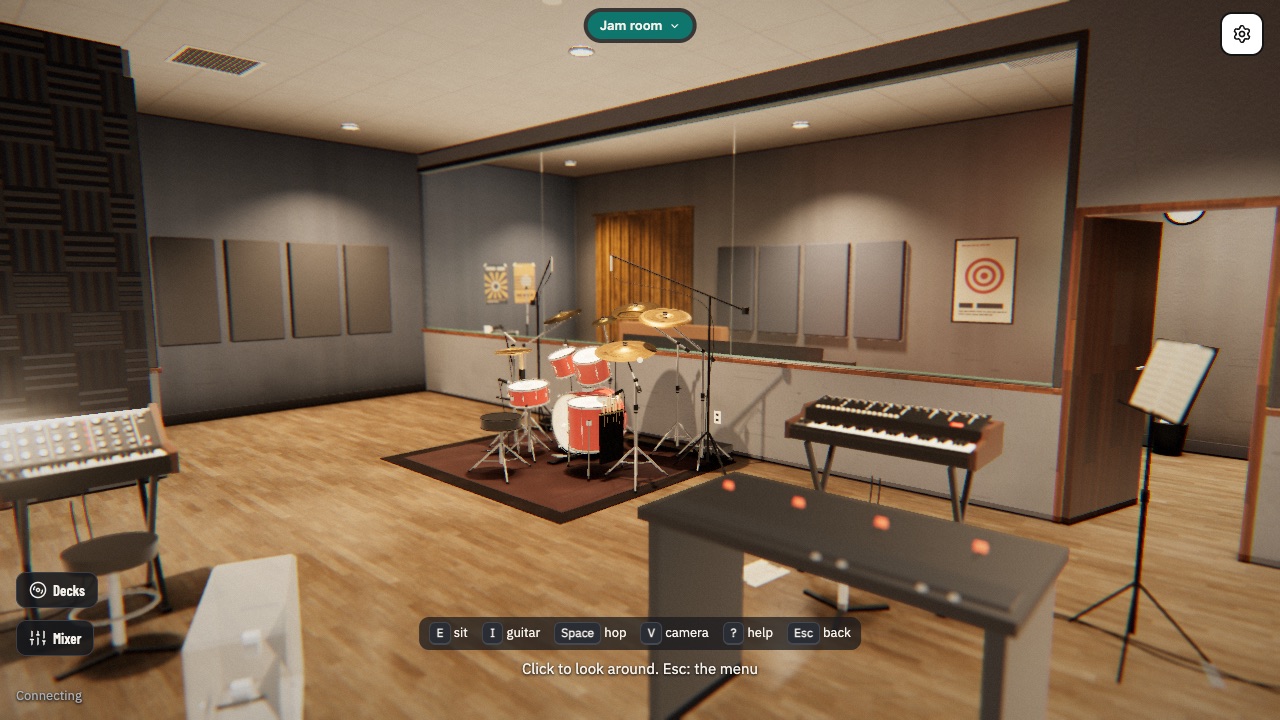 Jam room
Decks
Mixer
E sit I guitar Space hop V camera ? help Esc back
Click to look around. Esc: the menu
Connecting